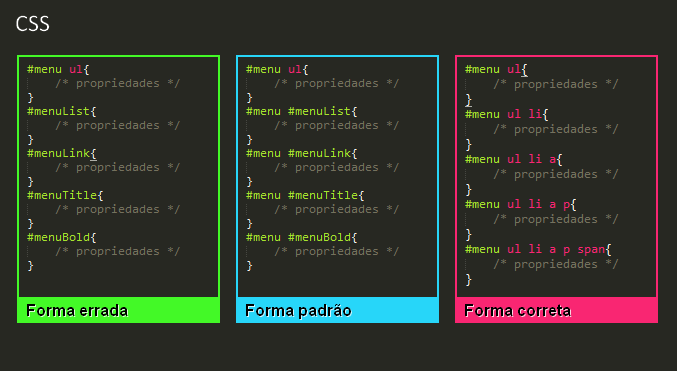 CSS
#menu ul{
/* propriedades */
}
#menuList{
/* propriedades */
}
#menuLink{
/* propriedades */
}
#menuTitle{
/* propriedades */
}
#menuBold{
/* propriedades */
}
Forma errada
#menu ul{
/* propriedades */
}
#menu #menuList{
/* propriedades */
}
#menu #menuLink{
/* propriedades */
}
#menu #menuTitle{
/* propriedades */
}
#menu #menuBold{
/* propriedades */
}
Forma padrão
#menu ul{
/* propriedades */
}
#menu ul li{
/* propriedades */
}
#menu ul li a{
/* propriedades */
}
#menu ul li a p{
/* propriedades */
}
#menu ul li a p span{
/* propriedades */
}
Forma correta